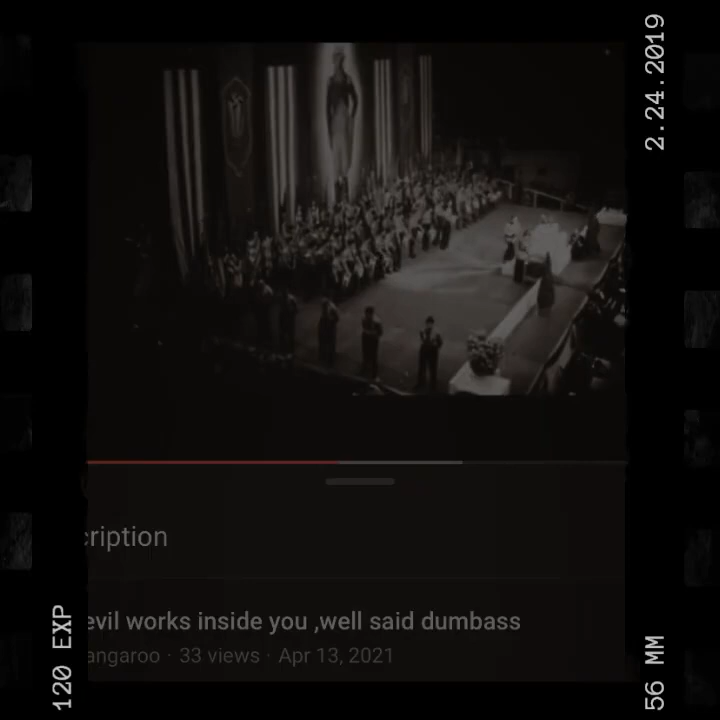 2.24.2019
cription
evil works inside you ,well said dumbass
angaroo · 33 views · Apr 13, 2021
120 EXP
56 MM